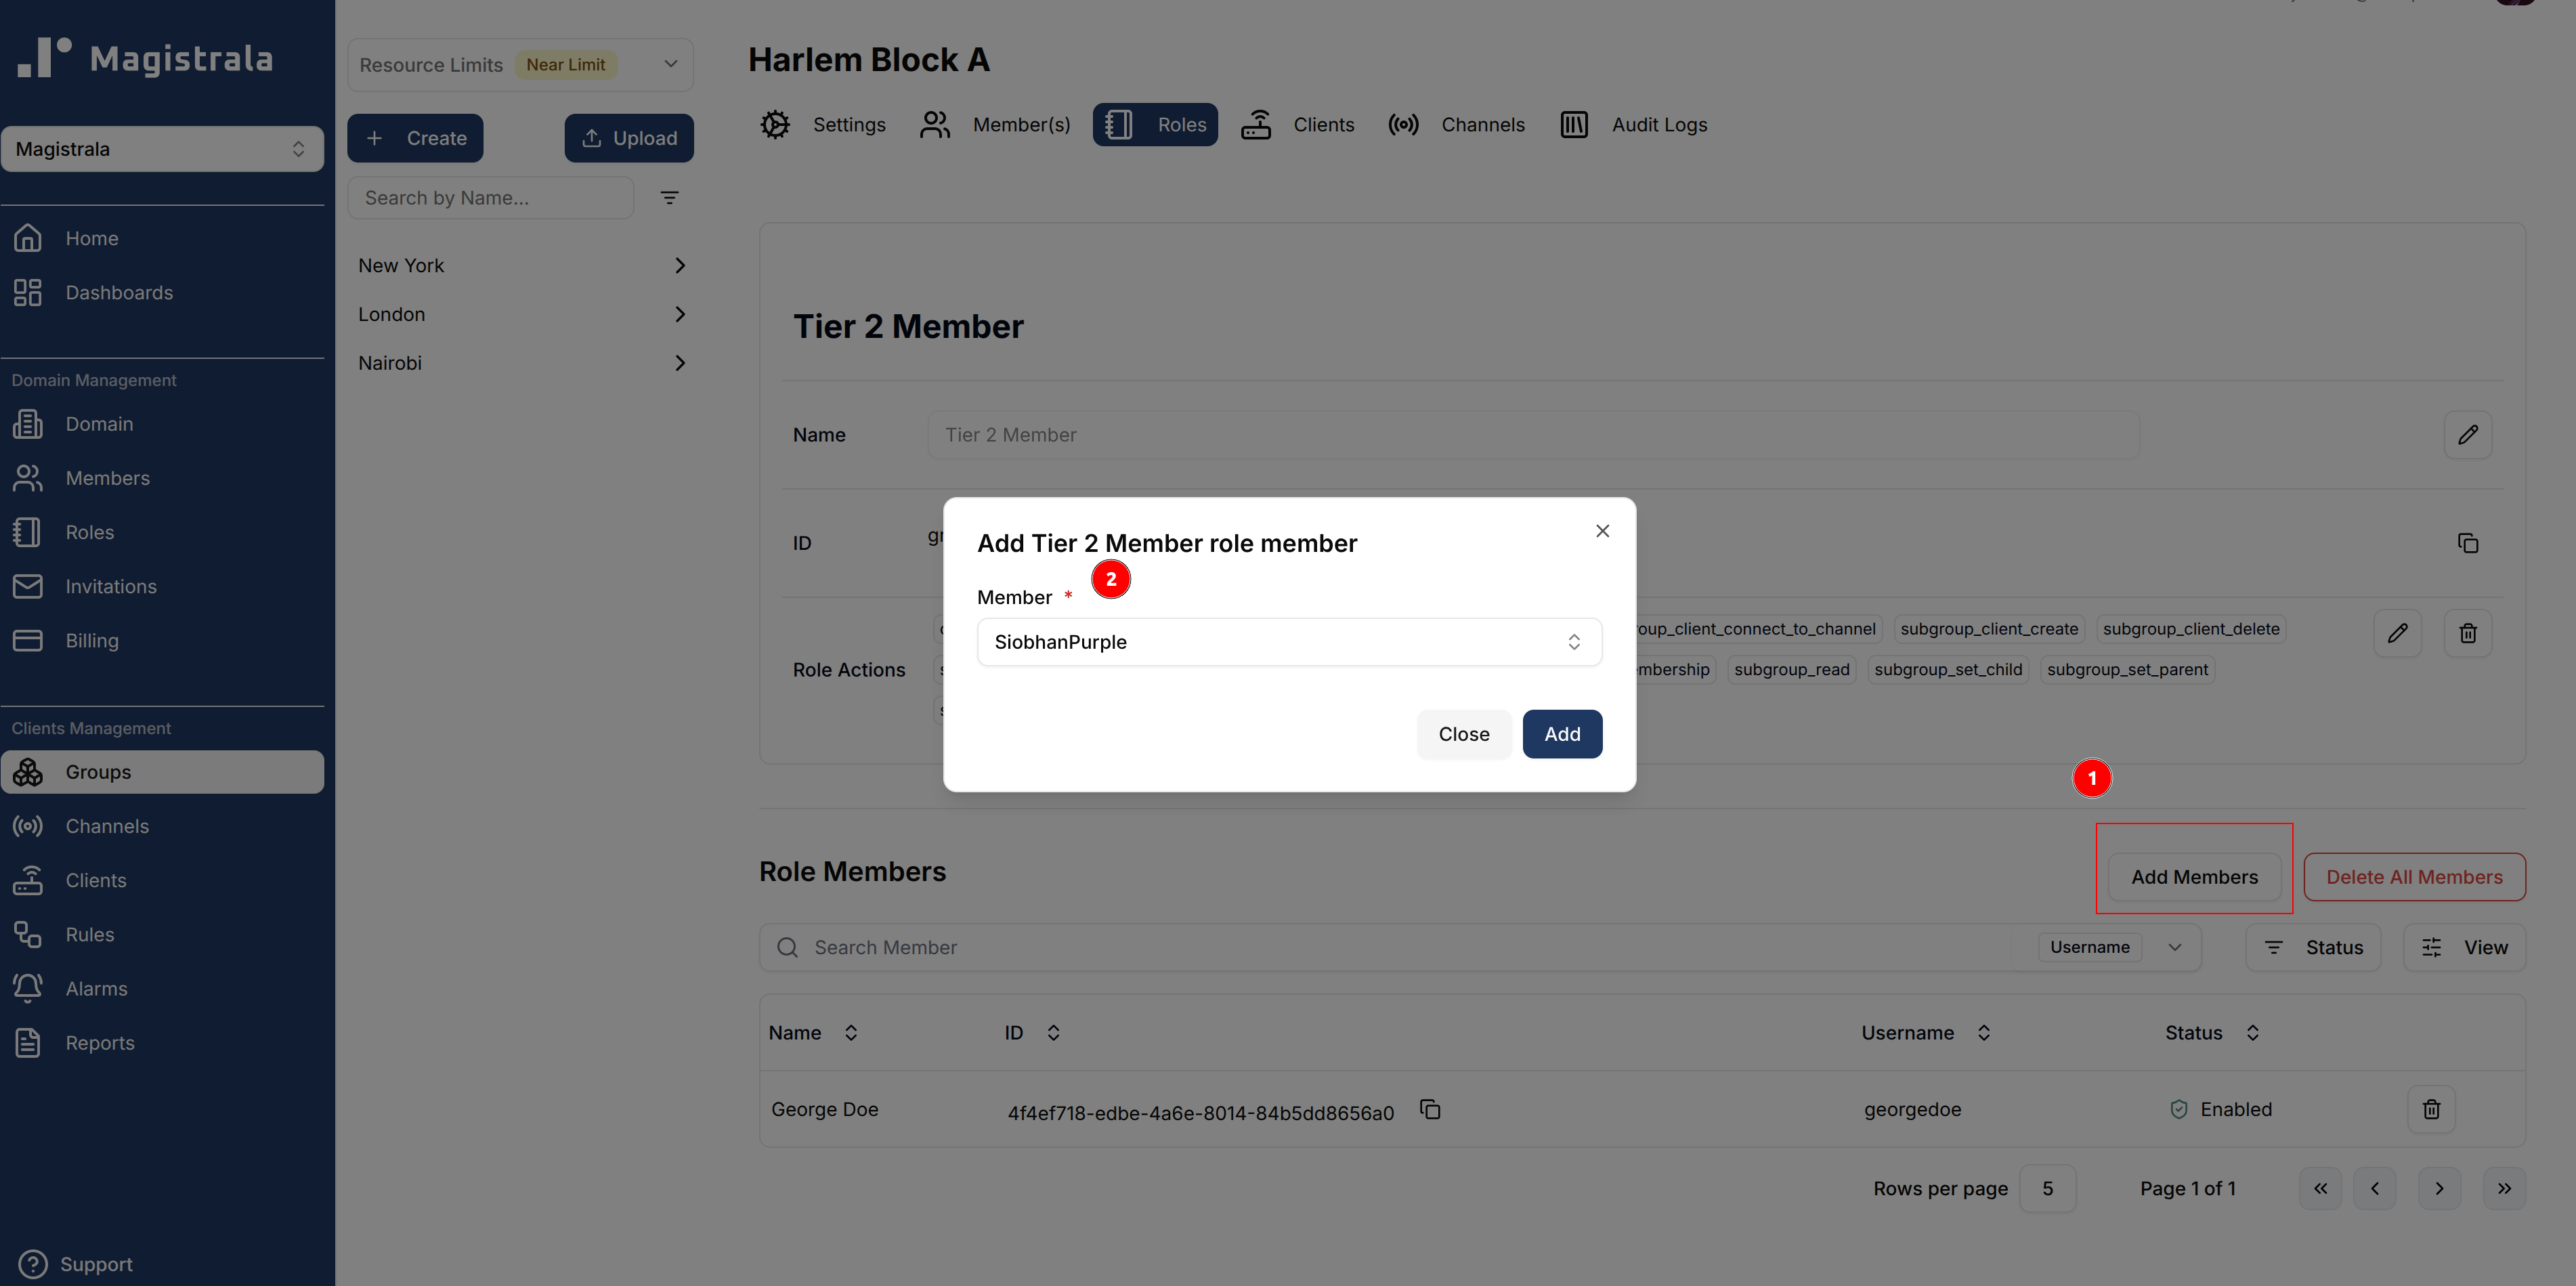 Magistrala
Magistrala
Home
Dashboards
Domain Management
Domain
Members
Roles
Invitations
Billing
Clients Management
Groups
Channels
Clients
Rules
Alarms
Reports
Support
Resource Limits Near Limit
Create Upload
Search by Name...
New York
London
Nairobi
Harlem Block A
Settings Member(s) Roles Clients Channels Audit Logs
Tier 2 Member
Name Tier 2 Member
ID
Role Actions
oup_client_connect_to_channel subgroup_client_create subgroup_client_delete
mbership subgroup_read subgroup_set_child subgroup_set_parent
Add Tier 2 Member role member
2
Member *
SiobhanPurple
Close Add
1
Role Members
Add Members Delete All Members
Search Member Username Status View
Name ID Username Status
George Doe 4f4ef718-edbe-4a6e-8014-84b5dd8656a0 georgedoe Enabled
Rows per page 5 Page 1 of 1